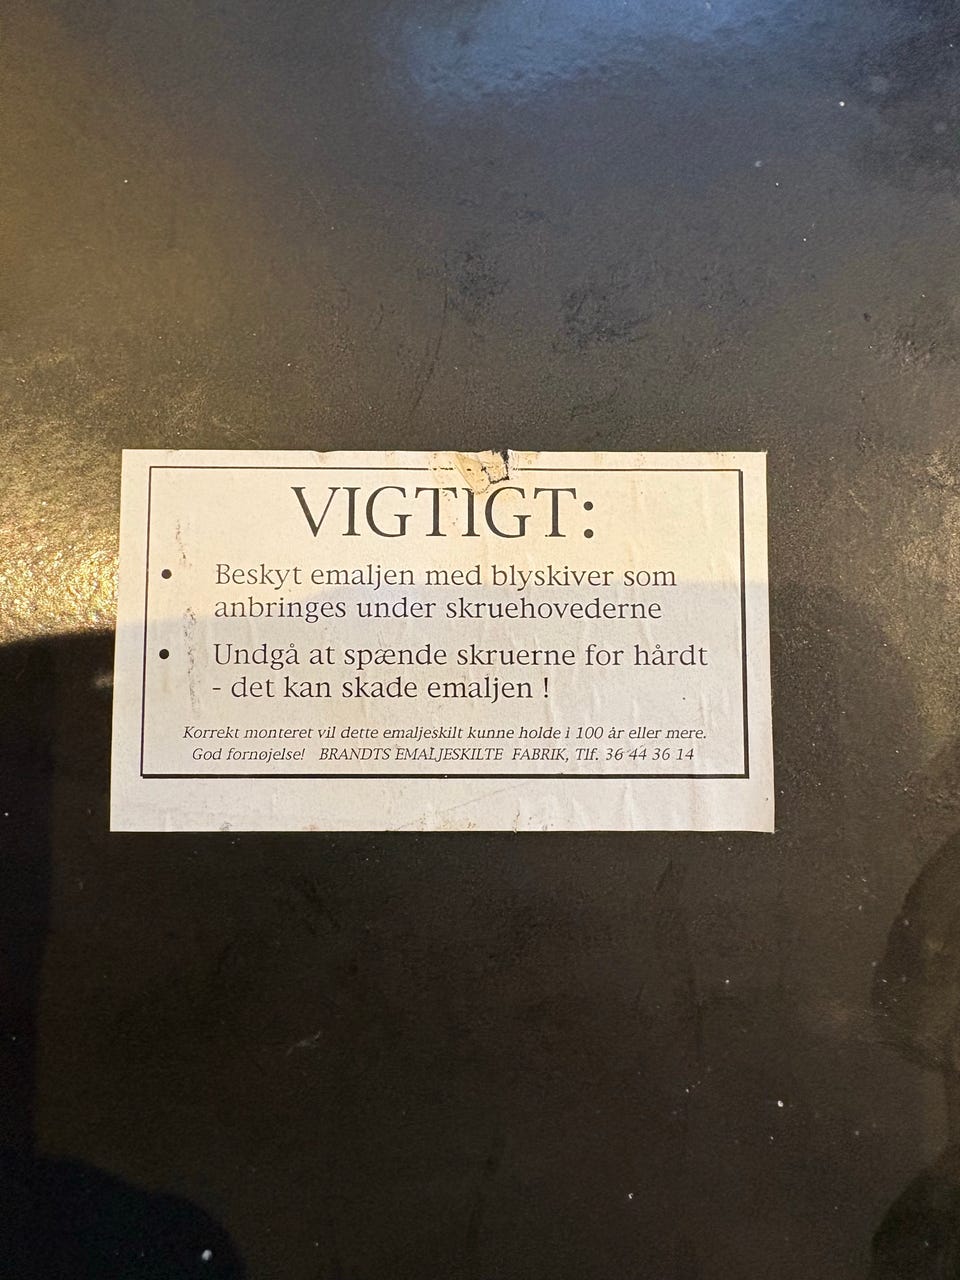 VIGTIGT:
• Beskyt emaljen med blyskiver som
anbringes under skruehovederne
• Undgå at spænde skruerne for hårdt
- det kan skade emaljen !
Korrekt monteret vil dette emaljeskilt kunne holde i 100 år eller mere.
God fornøjelse! BRANDTS EMALJESKILTE FABRIK, Tlf. 36 44 36 14